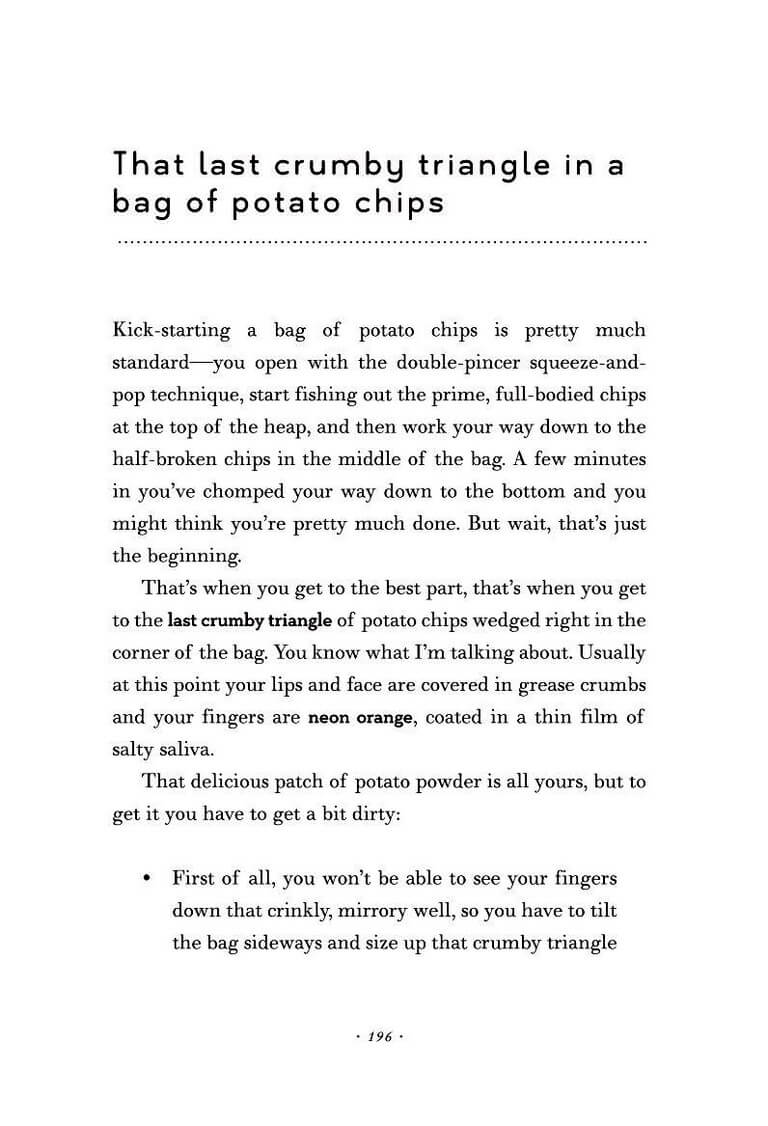 That last crumby triangle in a
bag of potato chips
Kick-starting a bag of potato chips is pretty much
standard—you open with the double-pincer squeeze-and-
pop technique, start fishing out the prime, full-bodied chips
at the top of the heap, and then work your way down to the
half-broken chips in the middle of the bag. A few minutes
in you’ve chomped your way down to the bottom and you
might think you’re pretty much done. But wait, that’s just
the beginning.
That’s when you get to the best part, that’s when you get
to the last crumby triangle of potato chips wedged right in the
corner of the bag. You know what I’m talking about. Usually
at this point your lips and face are covered in grease crumbs
and your fingers are neon orange, coated in a thin film of
salty saliva.
That delicious patch of potato powder is all yours, but to
get it you have to get a bit dirty:
• First of all, you won’t be able to see your fingers
down that crinkly, mirrory well, so you have to tilt
the bag sideways and size up that crumby triangle
· 196 ·